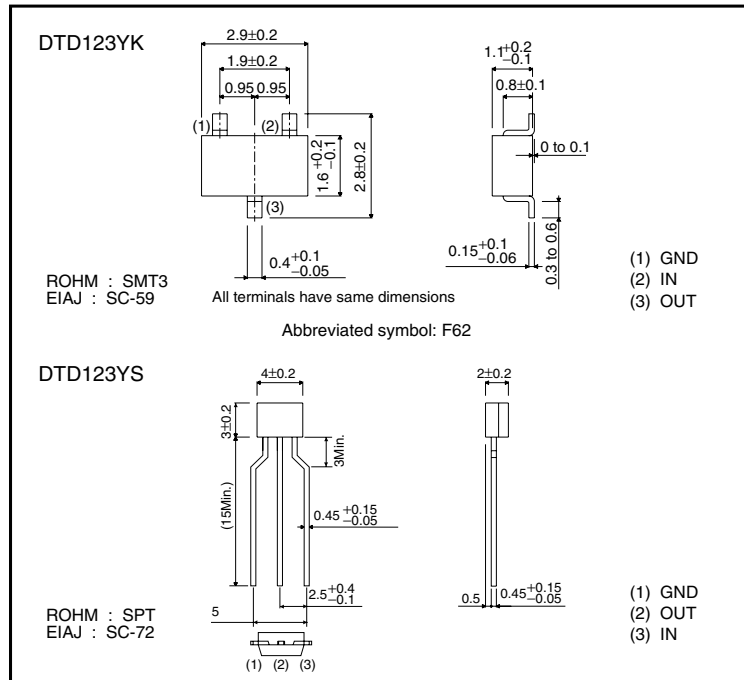 DTD123YK
2.9±0.2
1.9±0.2
0.95 0.95
(1) (2)
(3)
1.6 +0.2 −0.1
2.8±0.2
0.4 +0.1 −0.05
1.1 +0.2 −0.1
0.8±0.1
0 to 0.1
0.15 +0.1 −0.06
0.3 to 0.6
ROHM : SMT3
EIAJ : SC-59
All terminals have same dimensions
(1) GND
(2) IN
(3) OUT
Abbreviated symbol: F62
DTD123YS
4±0.2
2±0.2
3±0.2
3Min.
(15Min.)
0.45 +0.15 −0.05
2.5 +0.4 −0.1
5
0.5
0.45 +0.15 −0.05
ROHM : SPT
EIAJ : SC-72
(1) (2) (3)
(1) GND
(2) OUT
(3) IN